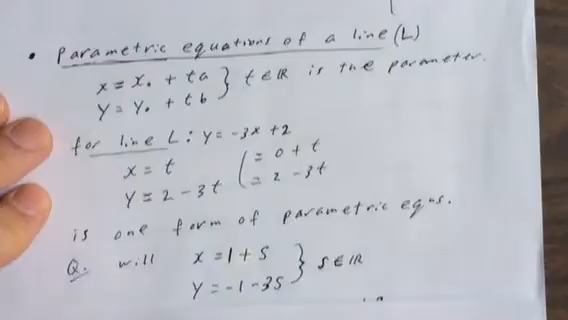 • Parametric equations of a line (L)
x = x₀ + ta } t ∈ ℝ is the parameter.
y = y₀ + tb
for line L: y = -3x + 2
x = t ( = 0 + t
y = 2 - 3t ( = 2 - 3t
is one form of parametric eqns.
Q. will x = 1 + s } s ∈ ℝ
y = -1 - 3s